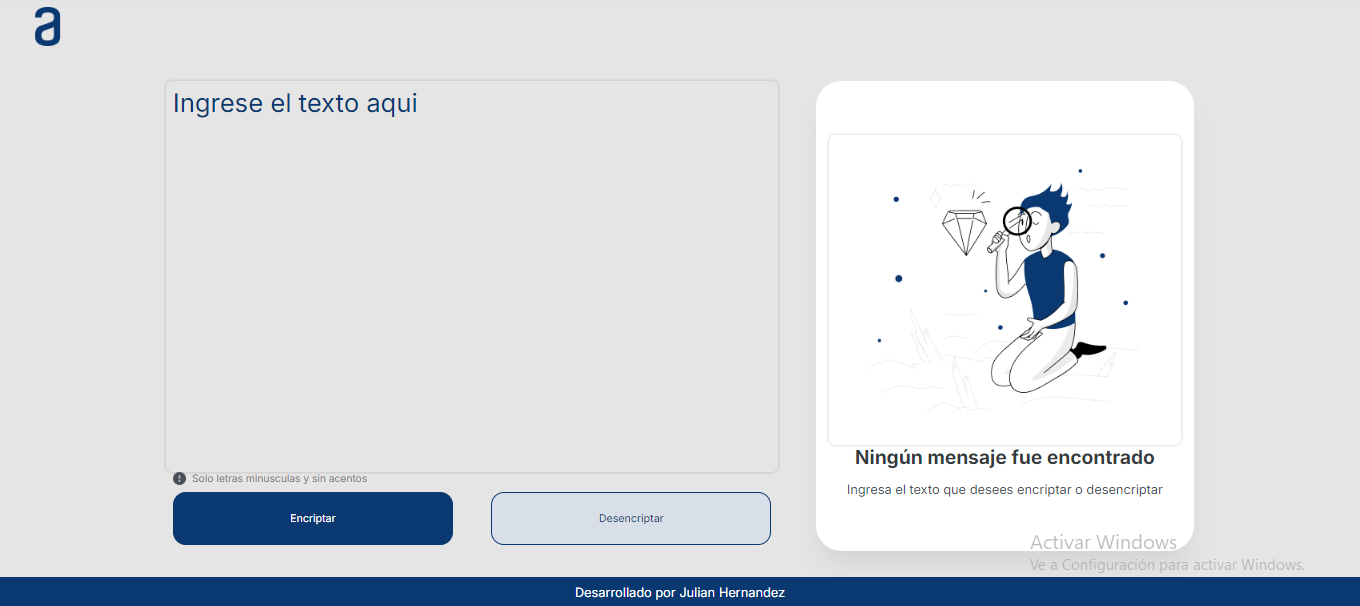 a
Ingrese el texto aqui
Solo letras minusculas y sin acentos
Encriptar
Desencriptar
Ningún mensaje fue encontrado
Ingresa el texto que desees encriptar o desencriptar
Activar Windows
Ve a Configuración para activar Windows.
Desarrollado por Julian Hernandez